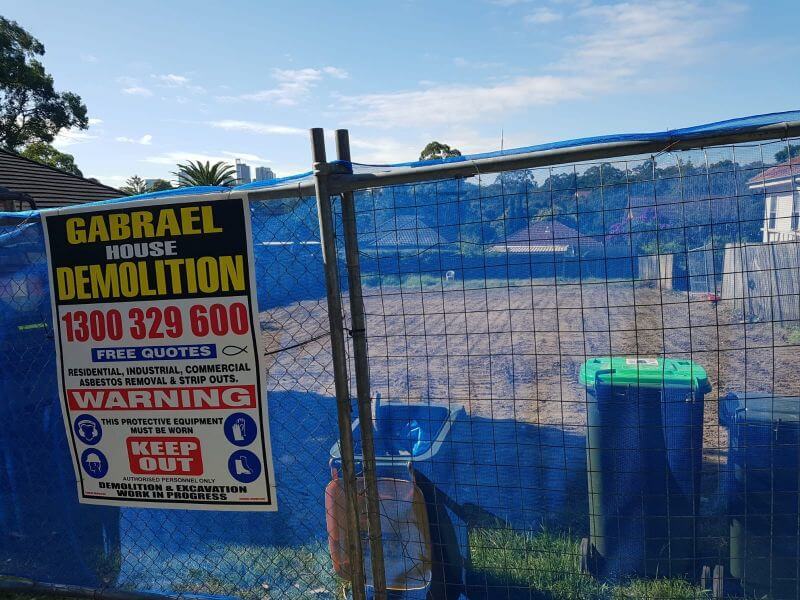 GABRAEL
HOUSE
DEMOLITION
1300 329 600
FREE QUOTES
RESIDENTIAL, INDUSTRIAL, COMMERCIAL
ASBESTOS REMOVAL & STRIP OUTS.
WARNING
THIS PROTECTIVE EQUIPMENT
MUST BE WORN
KEEP
OUT
AUTHORISED PERSONNEL ONLY
DEMOLITION & EXCAVATION
WORK IN PROGRESS